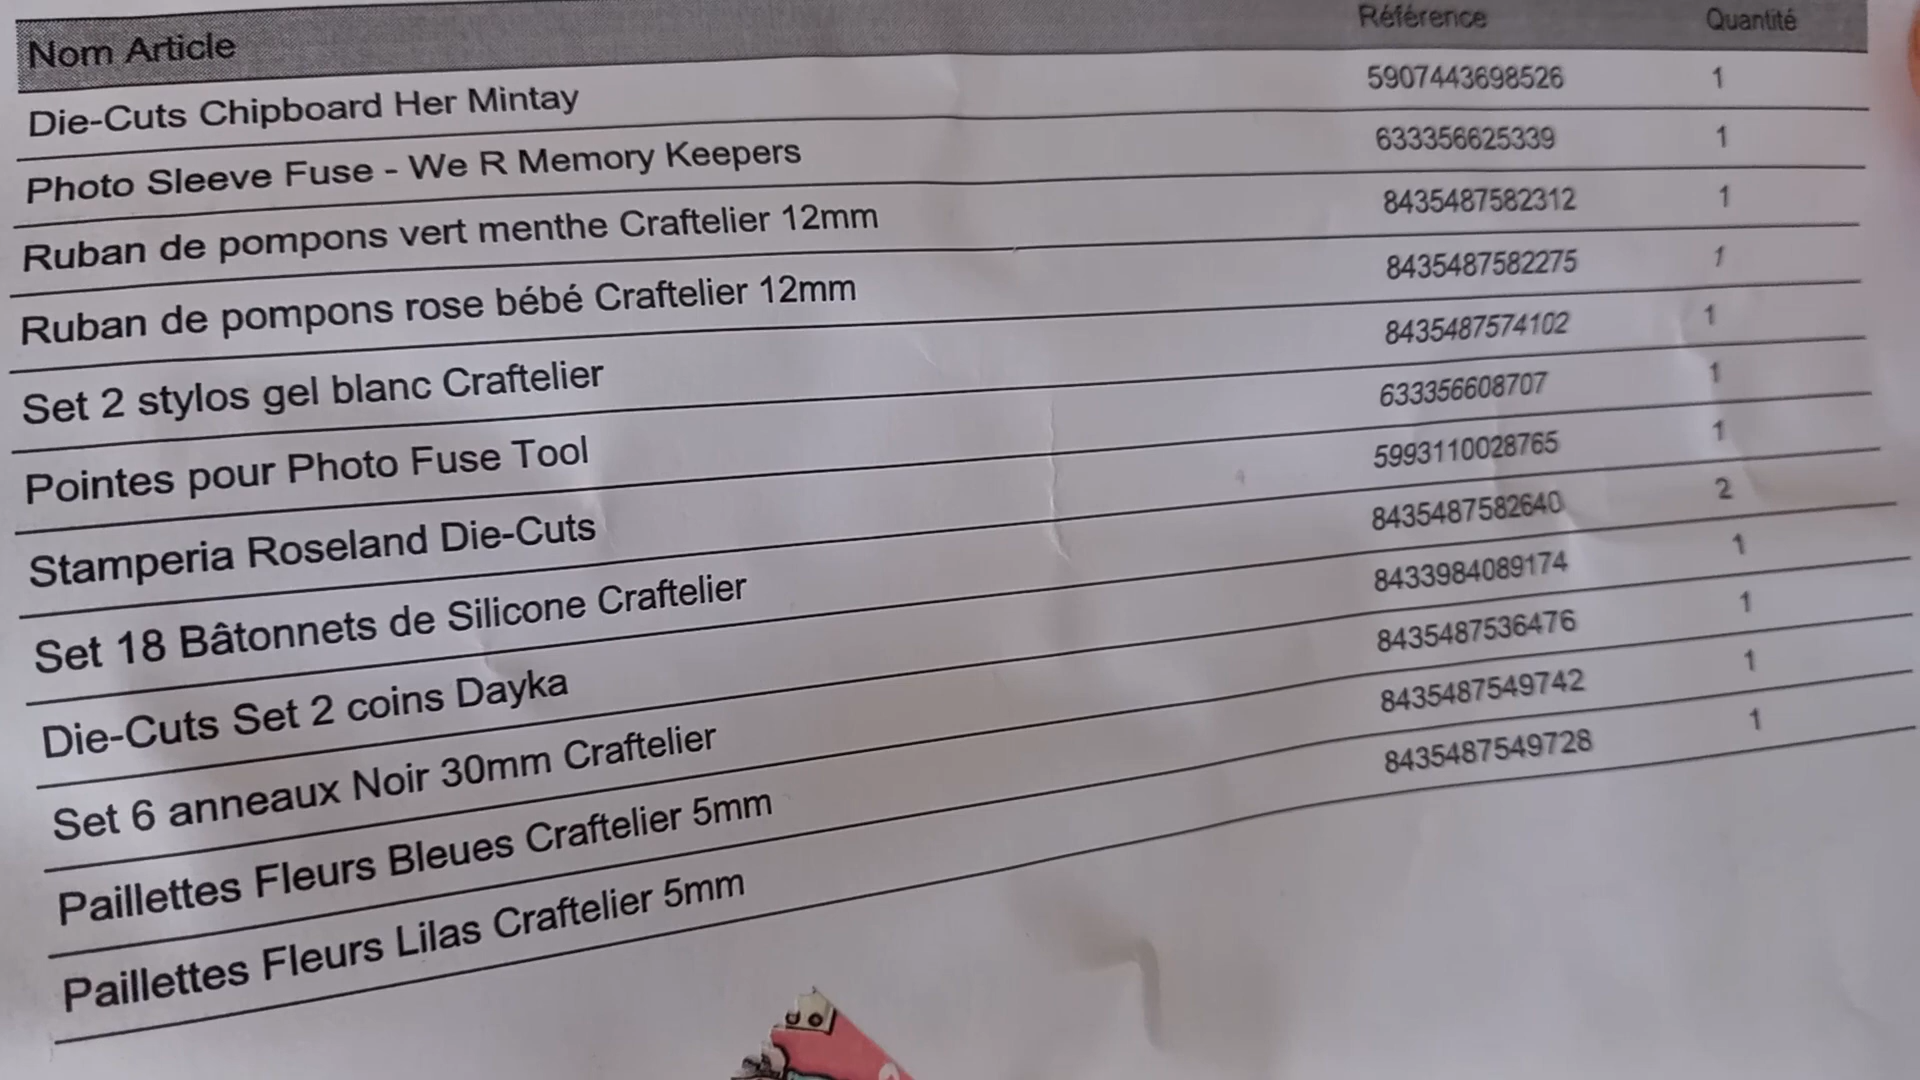 Nom Article Référence Quantité
Die-Cuts Chipboard Her Mintay 5907443698526 1
Photo Sleeve Fuse - We R Memory Keepers 633356625339 1
Ruban de pompons vert menthe Craftelier 12mm 8435487582312 1
Ruban de pompons rose bébé Craftelier 12mm 8435487582275 1
Set 2 stylos gel blanc Craftelier 8435487574102 1
Pointes pour Photo Fuse Tool 633356608707 1
Stamperia Roseland Die-Cuts 5993110028765 1
Set 18 Bâtonnets de Silicone Craftelier 8435487582640 2
Die-Cuts Set 2 coins Dayka 8433984089174 1
Set 6 anneaux Noir 30mm Craftelier 8435487536476 1
Paillettes Fleurs Bleues Craftelier 5mm 8435487549742 1
Paillettes Fleurs Lilas Craftelier 5mm 8435487549728 1